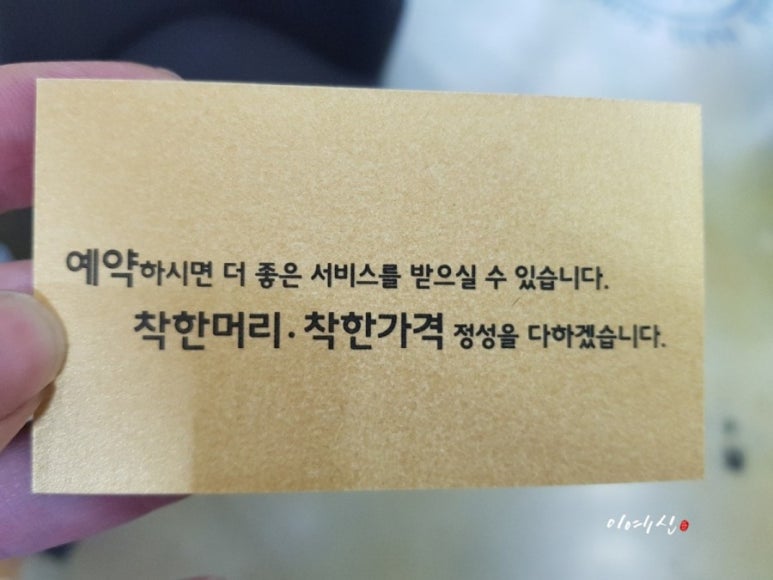 예약하시면 더 좋은 서비스를 받으실 수 있습니다.
착한머리·착한가격 정성을 다하겠습니다.
이예신